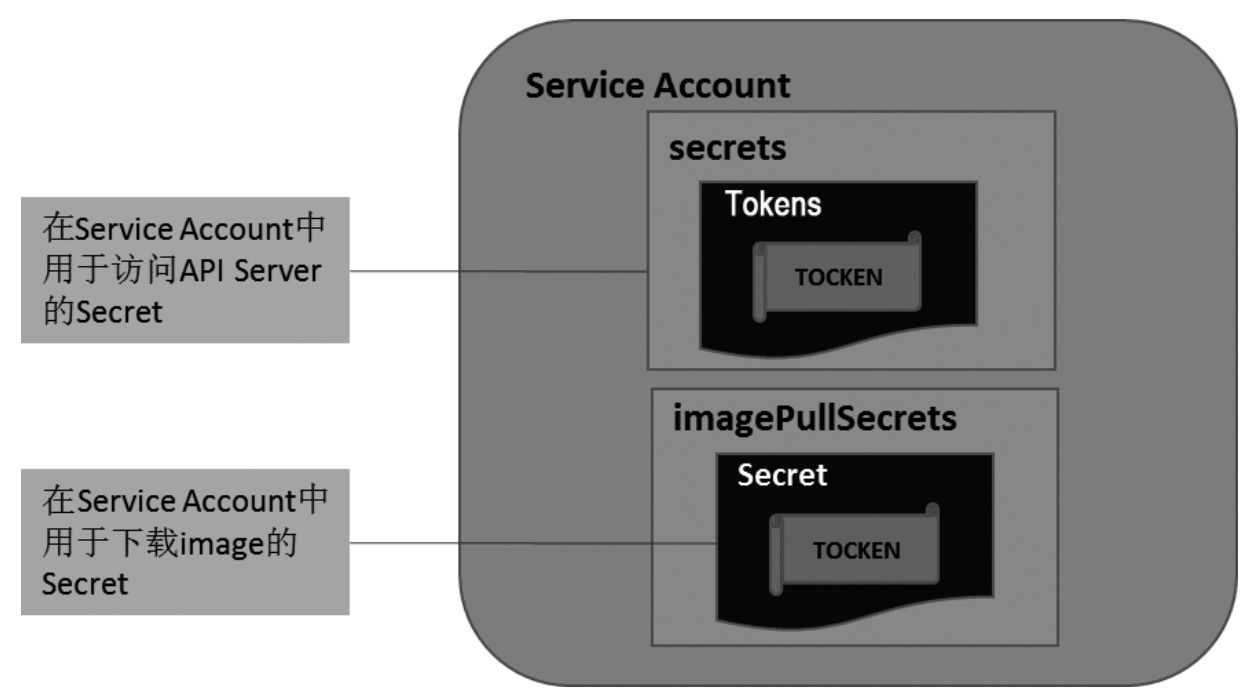 Service Account
secrets
Tokens
TOCKEN
在Service Account中
用于访问API Server
的Secret
imagePullSecrets
Secret
TOCKEN
在Service Account中
用于下载image的
Secret